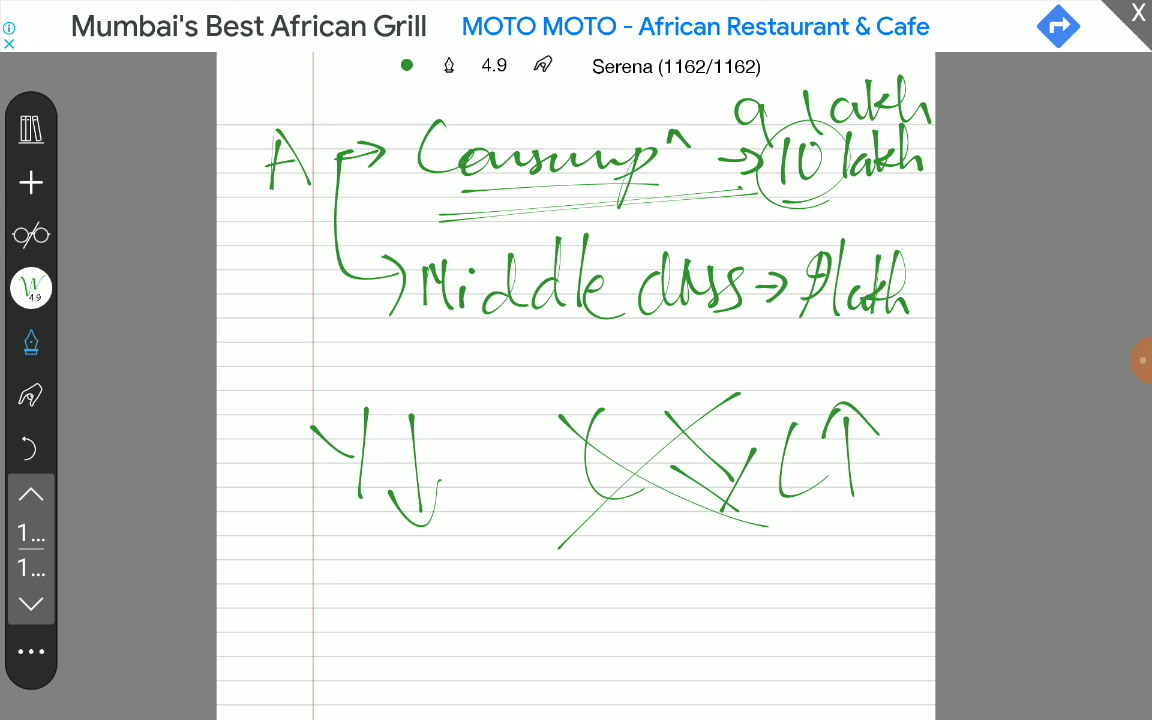 Mumbai's Best African Grill MOTO MOTO - African Restaurant & Cafe X
4.9 Serena (1162/1162)
9 lakh
A → Consump^ → 10 lakh
→ Middle class → lakh
Y↓ C↓ C↑
W
4.9
1...
1...